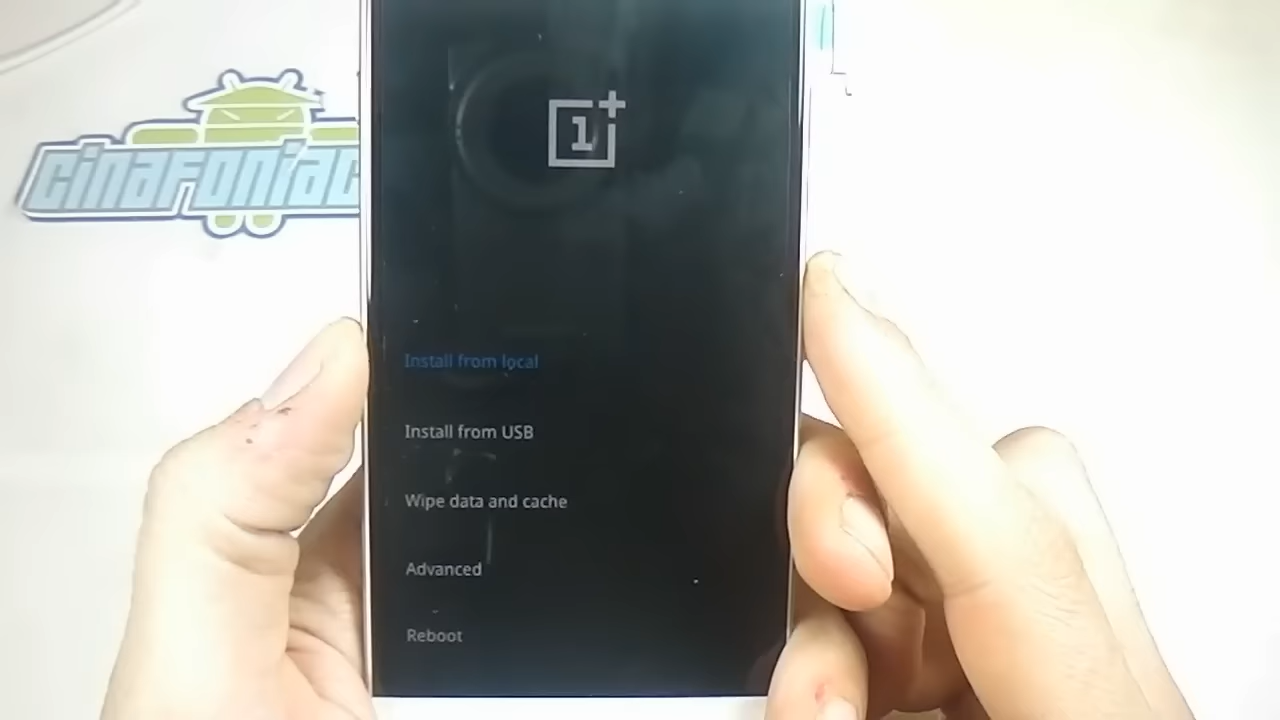 1+
CINAFONIAC
Install from local
Install from USB
Wipe data and cache
Advanced
Reboot